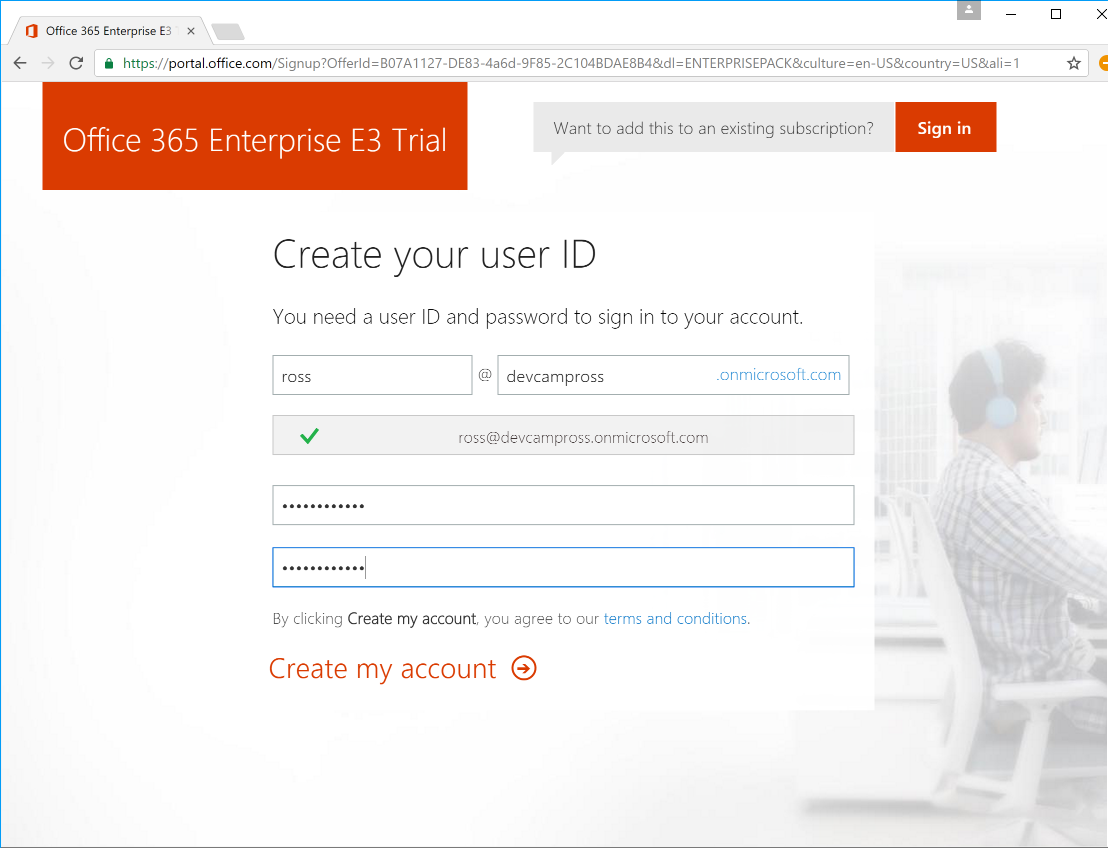 Office 365 Enterprise E3
https://portal.office.com/Signup?OfferId=B07A1127-DE83-4a6d-9F85-2C104BDAE8B4&dl=ENTERPRISEPACK&culture=en-US&country=US&ali=1
Office 365 Enterprise E3 Trial
Want to add this to an existing subscription? Sign in
Create your user ID
You need a user ID and password to sign in to your account.
ross @ devcampross .onmicrosoft.com
ross@devcampross.onmicrosoft.com
••••••••••••
••••••••••••
By clicking Create my account, you agree to our terms and conditions.
Create my account